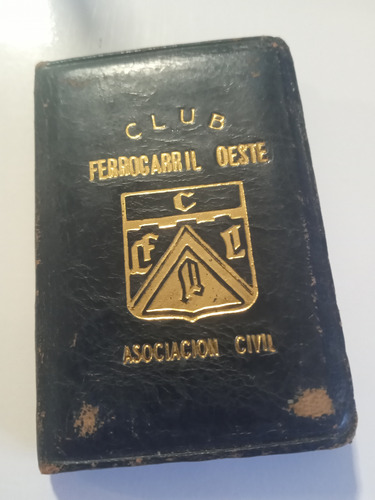 CLUB
FERROCARRIL OESTE
C
F C O
ASOCIACION CIVIL